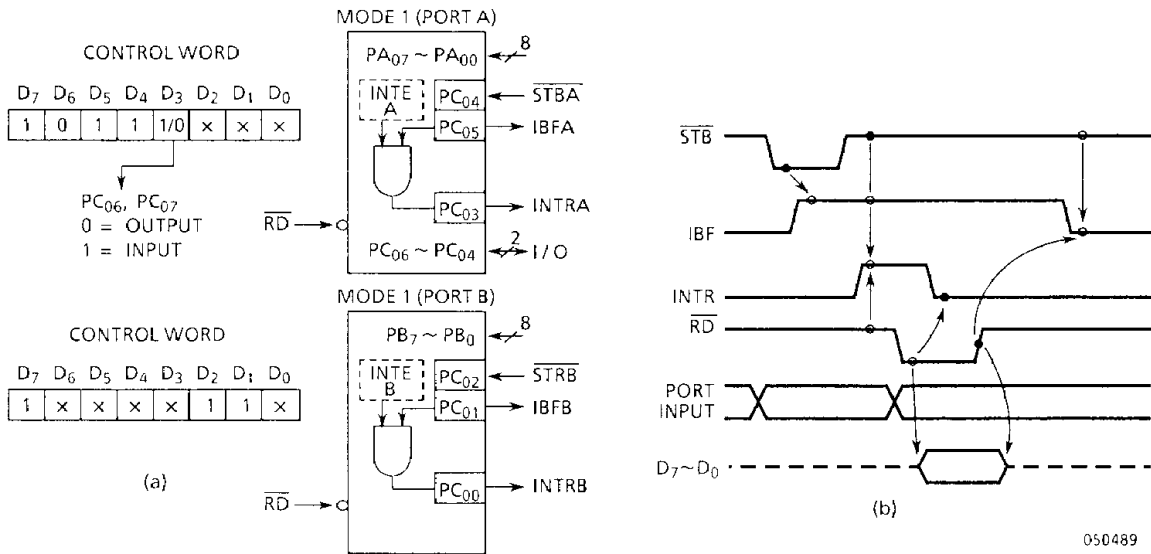 MODE 1 (PORT A)
CONTROL WORD
D7 D6 D5 D4 D3 D2 D1 D0
1 0 1 1 1/0 × × ×
PC06, PC07
0 = OUTPUT
1 = INPUT
PA07 ~ PA00
8
INTE
A
PC04
STBA
PC05
IBFA
PC03
INTRA
RD
PC06 ~ PC04
2
I/O
MODE 1 (PORT B)
CONTROL WORD
D7 D6 D5 D4 D3 D2 D1 D0
1 × × × × 1 1 ×
PB7 ~ PB0
8
INTE
B
PC02
STRB
PC01
IBFB
PC00
INTRB
RD
(a)
STB
IBF
INTR
RD
PORT
INPUT
D7~D0
(b)
050489